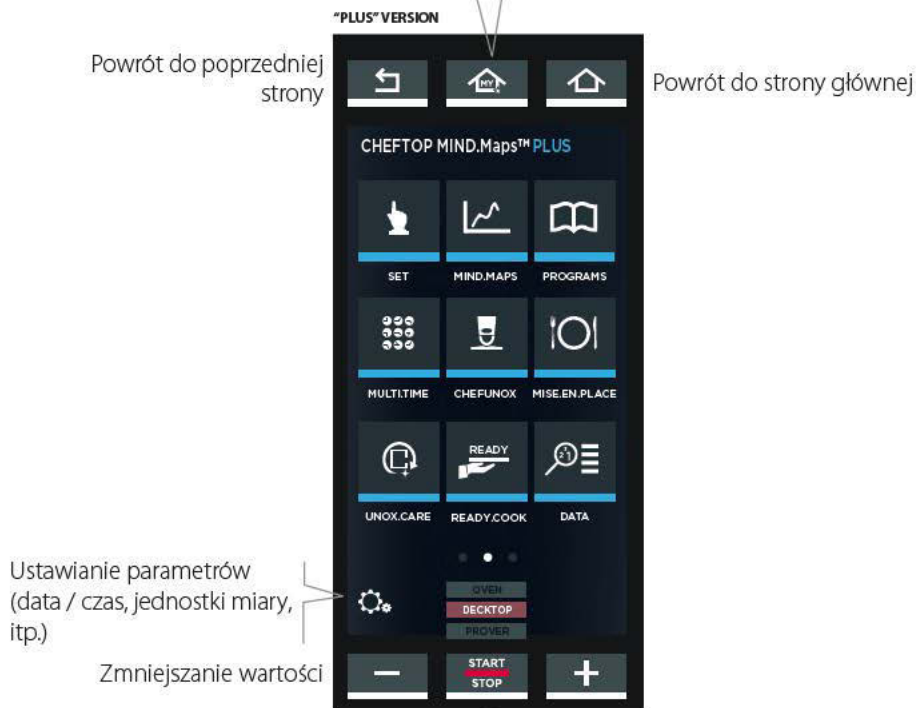 "PLUS" VERSION
Powrót do poprzedniej
strony
MY
Powrót do strony głównej
CHEFTOP MIND.Maps™ PLUS
SET MIND.MAPS PROGRAMS
MULTI.TIME CHEFUNOX MISE.EN.PLACE
READY
UNOX.CARE READY.COOK DATA
Ustawianie parametrów
(data / czas, jednostki miary,
itp.)
OVEN
DECKTOP
PROVER
Zmniejszanie wartości
START
STOP